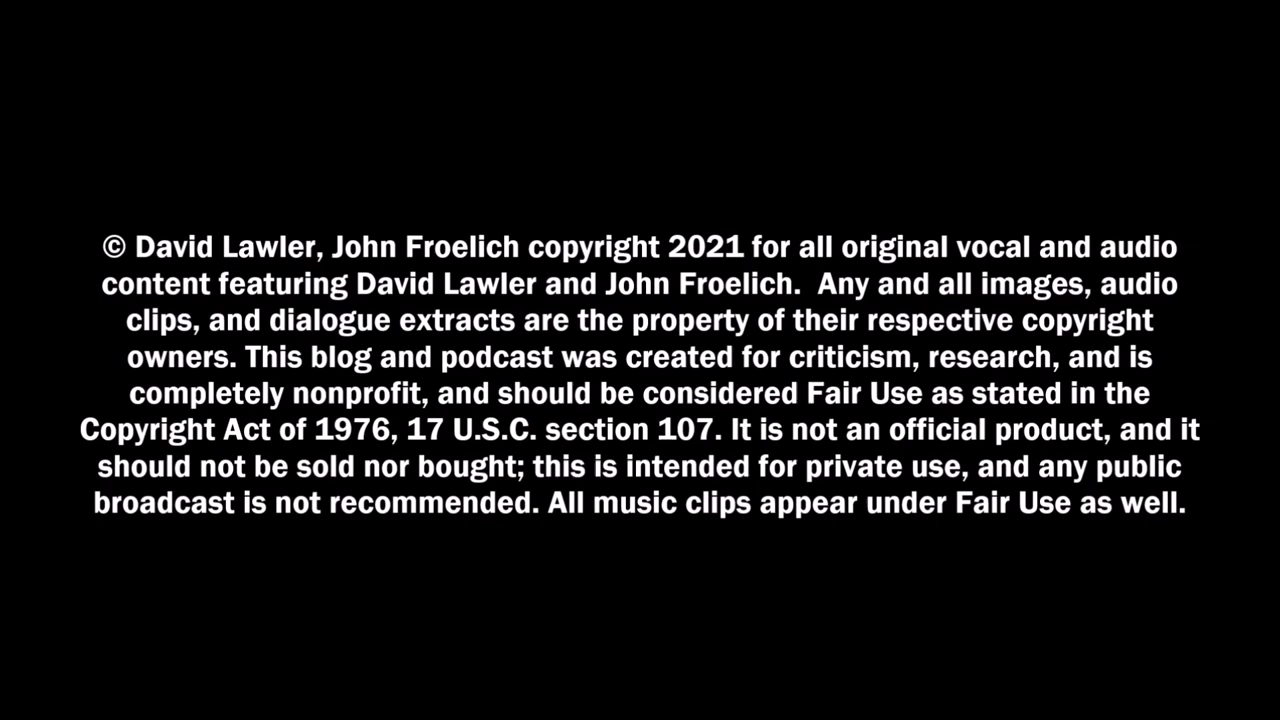 © David Lawler, John Froelich copyright 2021 for all original vocal and audio
content featuring David Lawler and John Froelich.  Any and all images, audio
clips, and dialogue extracts are the property of their respective copyright
owners. This blog and podcast was created for criticism, research, and is
completely nonprofit, and should be considered Fair Use as stated in the
Copyright Act of 1976, 17 U.S.C. section 107. It is not an official product, and it
should not be sold nor bought; this is intended for private use, and any public
broadcast is not recommended. All music clips appear under Fair Use as well.